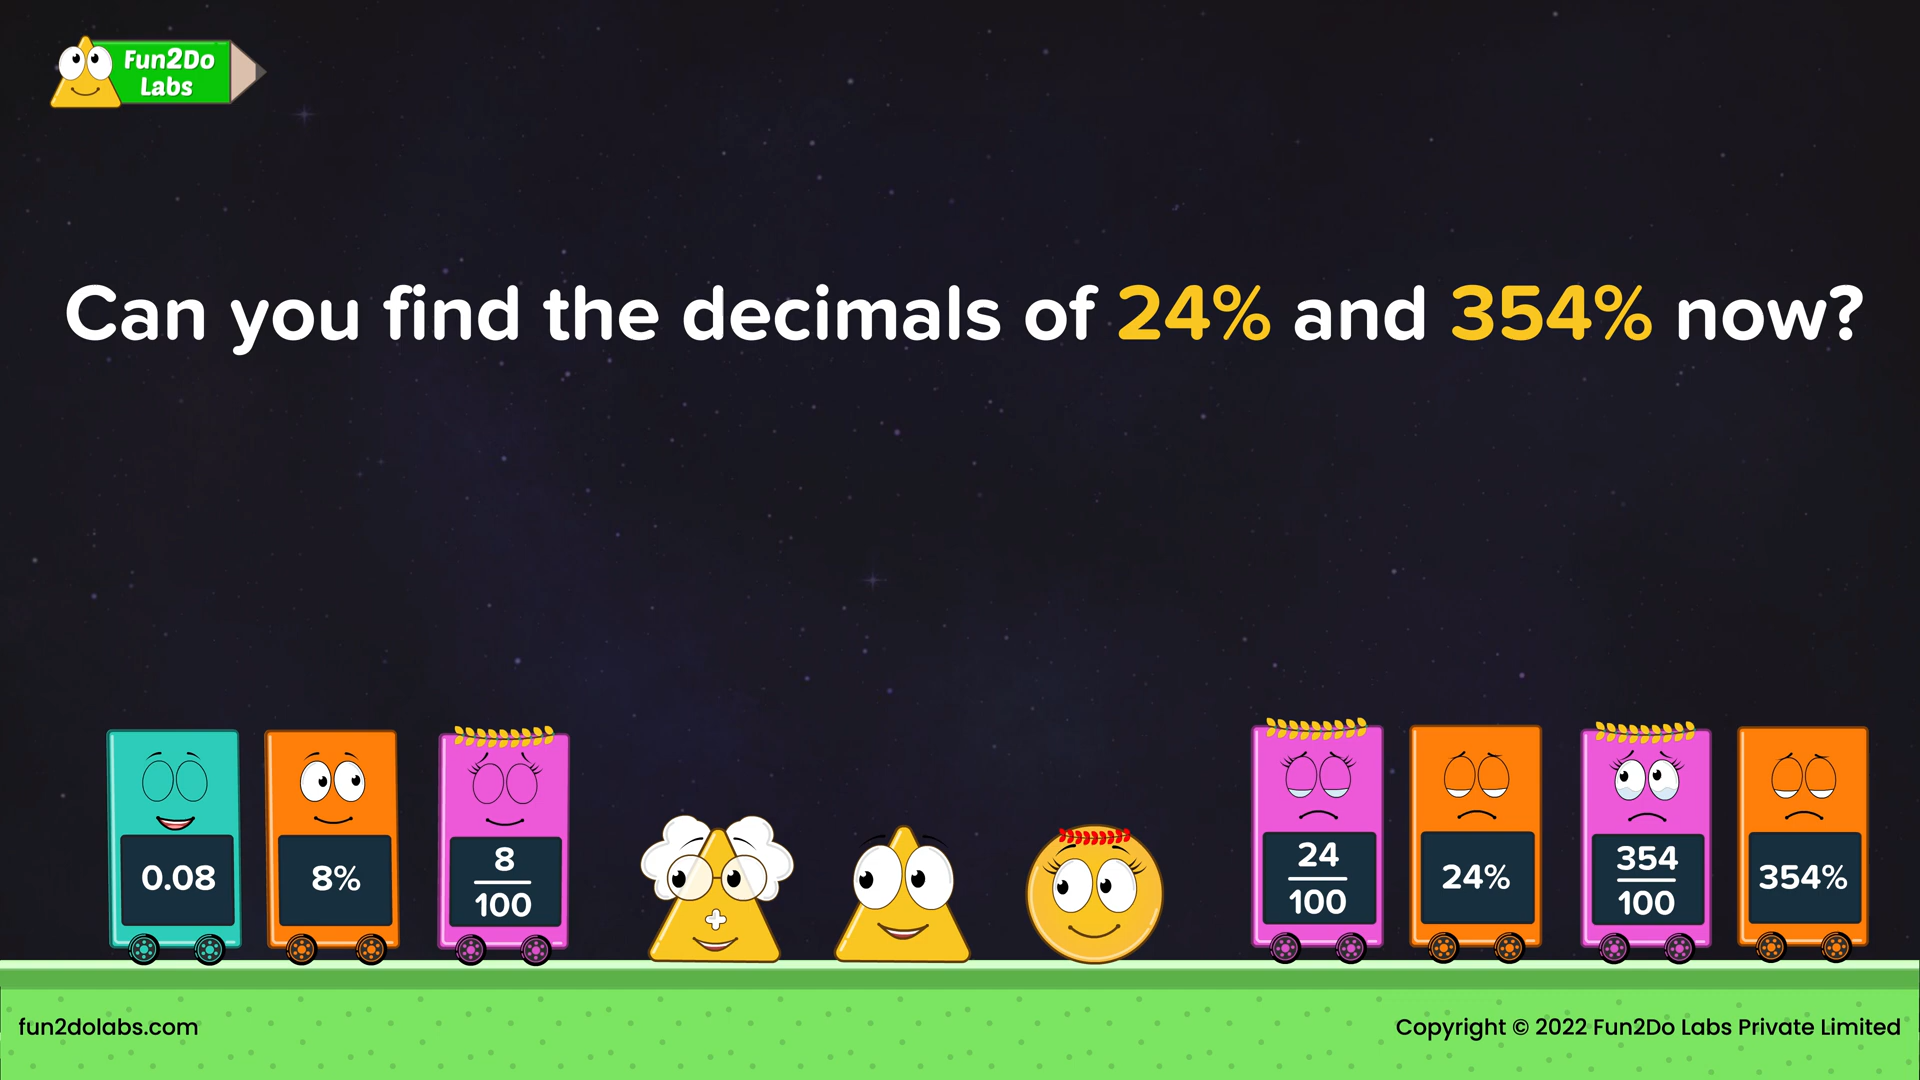 Fun2Do
Labs
Can you find the decimals of 24% and 354% now?
0.08
8%
8
100
24
100
24%
354
100
354%
fun2dolabs.com
Copyright © 2022 Fun2Do Labs Private Limited